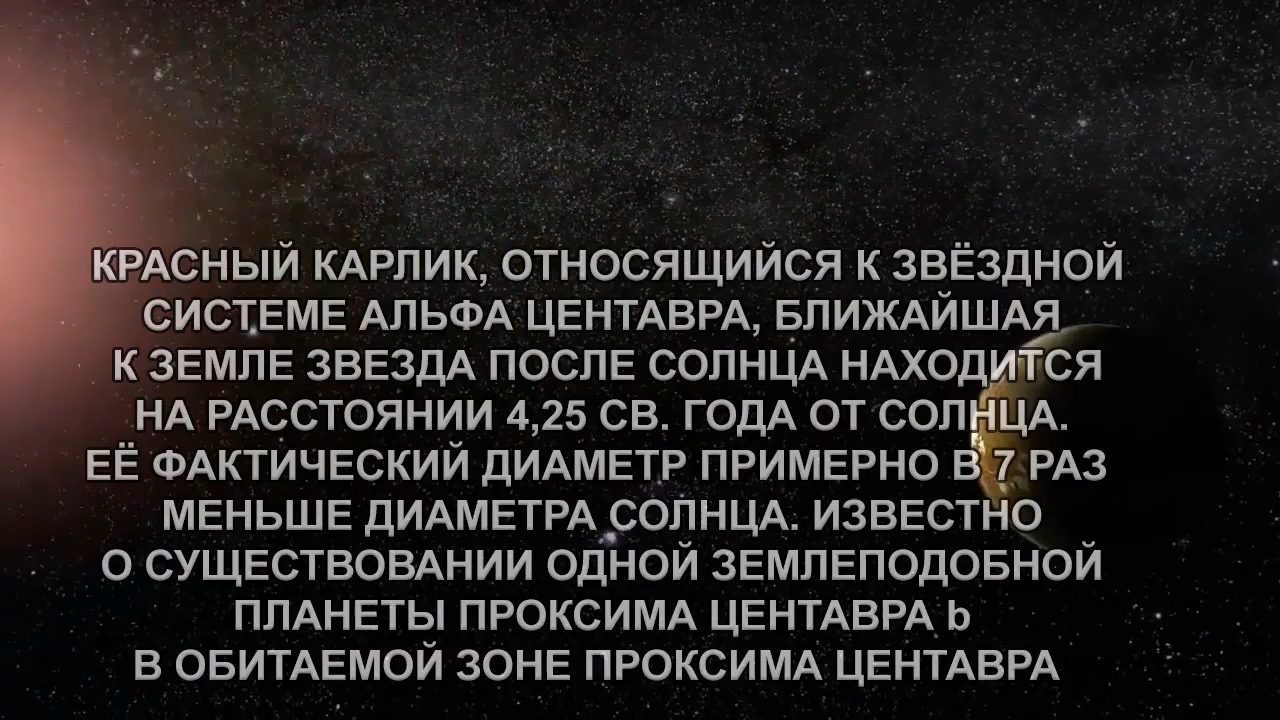 КРАСНЫЙ КАРЛИК, ОТНОСЯЩИЙСЯ К ЗВЁЗДНОЙ
СИСТЕМЕ АЛЬФА ЦЕНТАВРА, БЛИЖАЙШАЯ
К ЗЕМЛЕ ЗВЕЗДА ПОСЛЕ СОЛНЦА НАХОДИТСЯ
НА РАССТОЯНИИ 4,25 СВ. ГОДА ОТ СОЛНЦА.
ЕЁ ФАКТИЧЕСКИЙ ДИАМЕТР ПРИМЕРНО В 7 РАЗ
МЕНЬШЕ ДИАМЕТРА СОЛНЦА. ИЗВЕСТНО
О СУЩЕСТВОВАНИИ ОДНОЙ ЗЕМЛЕПОДОБНОЙ
ПЛАНЕТЫ ПРОКСИМА ЦЕНТАВРА b
В ОБИТАЕМОЙ ЗОНЕ ПРОКСИМА ЦЕНТАВРА